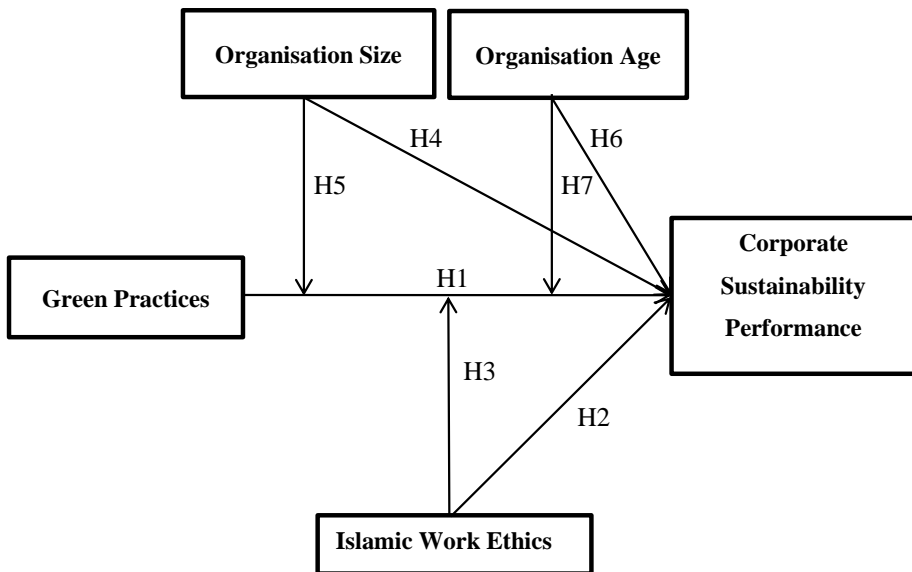 Organisation Size
Organisation Age
H4
H6
H5
H7
Corporate
Sustainability
Performance
Green Practices
H1
H3
H2
Islamic Work Ethics